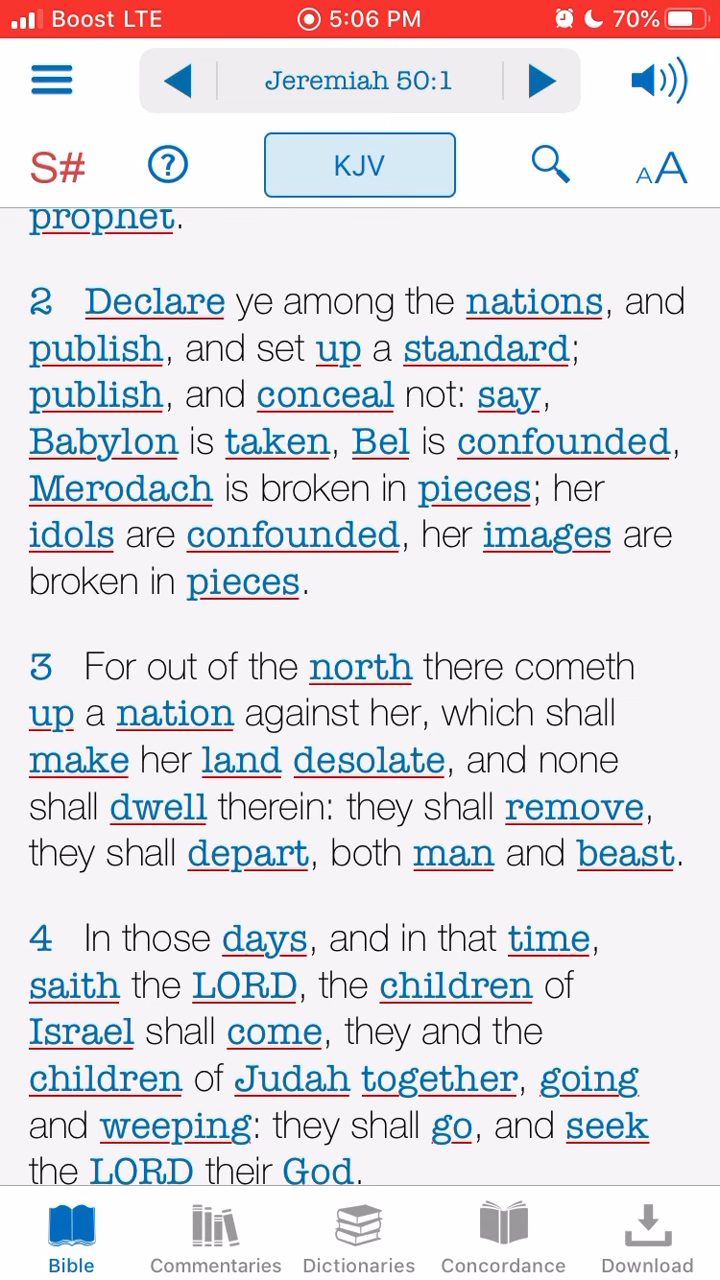 Boost LTE 5:06 PM 70%
Jeremiah 50:1
S# ? KJV AA
prophet.
2 Declare ye among the nations, and
publish, and set up a standard;
publish, and conceal not: say,
Babylon is taken, Bel is confounded,
Merodach is broken in pieces; her
idols are confounded, her images are
broken in pieces.
3 For out of the north there cometh
up a nation against her, which shall
make her land desolate, and none
shall dwell therein: they shall remove,
they shall depart, both man and beast.
4 In those days, and in that time,
saith the LORD, the children of
Israel shall come, they and the
children of Judah together, going
and weeping: they shall go, and seek
the LORD their God.
Bible Commentaries Dictionaries Concordance Download